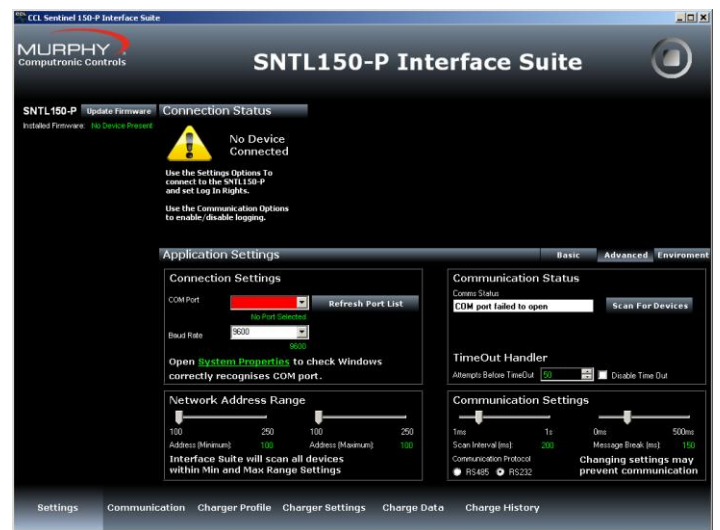 CCL Sentinel 150-P Interface Suite
MURPHY
Computronic Controls
SNTL150-P Interface Suite
SNTL150-P Update Firmware
Installed Firmware: No Device Present
Connection Status
No Device
Connected
Use the Settings Options To
connect to the SNTL150-P
and set Log In Rights.
Use the Communication Options
to enable/disable logging.
Application Settings
Basic Advanced Enviroment
Connection Settings
COM Port
Refresh Port List
No Port Selected
Baud Rate 9600
9600
Open System Properties to check Windows
correctly recognises COM port.
Communication Status
Comms Status
COM port failed to open
Scan For Devices
TimeOut Handler
Attempts Before TimeOut 50 Disable Time Out
Network Address Range
100 250 100 250
Address (Minimum): 100 Address (Maximum): 100
Interface Suite will scan all devices
within Min and Max Range Settings
Communication Settings
1ms 1s 0ms 500ms
Scan Interval (ms): 200 Message Break (ms): 150
Communication Protocol
RS485 RS232
Changing settings may
prevent communication
Settings Communication Charger Profile Charger Settings Charge Data Charge History